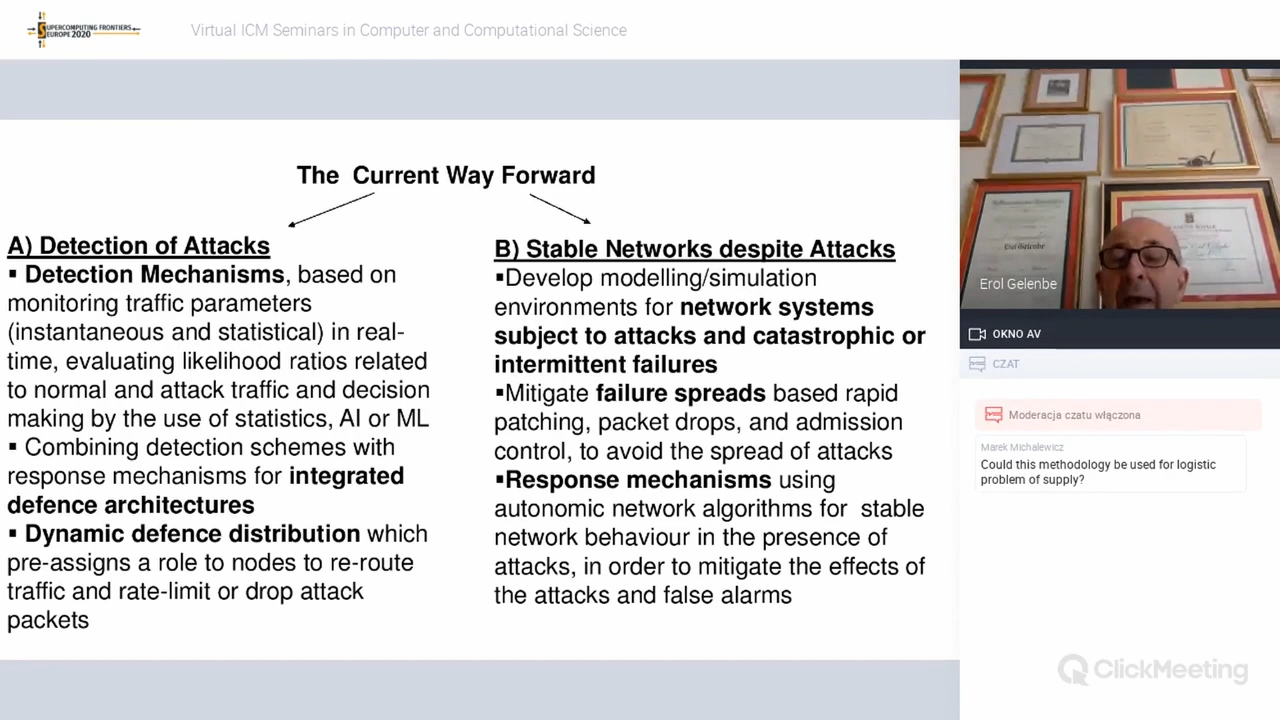 SUPERCOMPUTING FRONTIERS
EUROPE 2020
Virtual ICM Seminars in Computer and Computational Science
The Current Way Forward
A) Detection of Attacks
▪ Detection Mechanisms, based on
monitoring traffic parameters
(instantaneous and statistical) in real-
time, evaluating likelihood ratios related
to normal and attack traffic and decision
making by the use of statistics, AI or ML
▪ Combining detection schemes with
response mechanisms for integrated
defence architectures
▪ Dynamic defence distribution which
pre-assigns a role to nodes to re-route
traffic and rate-limit or drop attack
packets
B) Stable Networks despite Attacks
▪Develop modelling/simulation
environments for network systems
subject to attacks and catastrophic or
intermittent failures
▪Mitigate failure spreads based rapid
patching, packet drops, and admission
control, to avoid the spread of attacks
▪Response mechanisms using
autonomic network algorithms for stable
network behaviour in the presence of
attacks, in order to mitigate the effects of
the attacks and false alarms
Erol Gelenbe
OKNO AV
CZAT
Moderacja czatu włączona
Marek Michalewicz
Could this methodology be used for logistic
problem of supply?
ClickMeeting